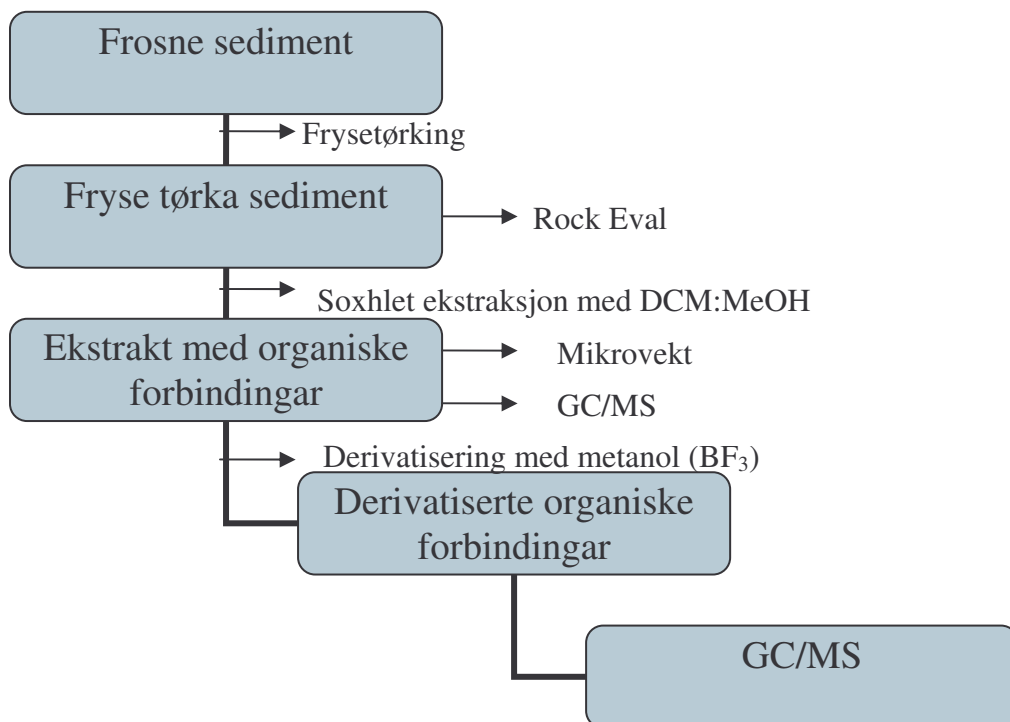 Frosne sediment
Frysetørking
Fryse tørka sediment
Rock Eval
Soxhlet ekstraksjon med DCM:MeOH
Ekstrakt med organiske
forbindingar
Mikrovekt
GC/MS
Derivatisering med metanol (BF₃)
Derivatiserte organiske
forbindingar
GC/MS